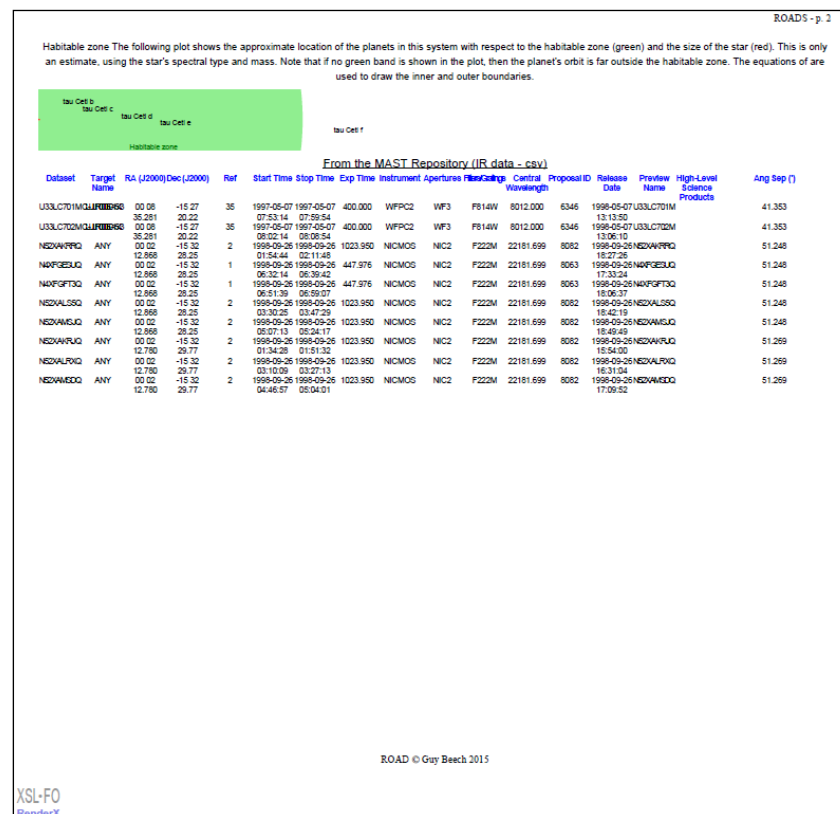 ROADS - p. 2
Habitable zone The following plot shows the approximate location of the planets in this system with respect to the habitable zone (green) and the size of the star (red). This is only
an estimate, using the star's spectral type and mass. Note that if no green band is shown in the plot, then the planet's orbit is far outside the habitable zone. The equations of are
used to draw the inner and outer boundaries.
tau Ceti b
tau Ceti c
tau Ceti d
tau Ceti e
tau Ceti f
Habitable zone
From the MAST Repository (IR data - csv)
Dataset Target RA (J2000) Dec (J2000) Ref Start Time Stop Time Exp Time Instrument Apertures Central Proposal ID Release Preview High-Level Ang Sep (')
Name Wavelength Date Name Science
Products
U33LC701M 00 08 -15 27 35 1997-05-07 1997-05-07 400.000 WFPC2 WF3 F814W 8012.000 6346 1998-05-07 U33LC701M 41.353
35.281 20.22 07:53:14 07:59:54 13:13:50
U33LC702M 00 08 -15 27 35 1997-05-07 1997-05-07 400.000 WFPC2 WF3 F814W 8012.000 6346 1998-05-07 U33LC702M 41.353
35.281 20.22 08:02:14 08:08:54 13:06:10
N52XAKRRQ ANY 00 02 -15 32 2 1998-09-26 1998-09-26 1023.950 NICMOS NIC2 F222M 22181.699 8082 1998-09-26 N52XAKRRQ 51.248
12.868 28.25 01:54:44 02:11:48 18:27:26
N4XFGESUQ ANY 00 02 -15 32 1 1998-09-26 1998-09-26 447.976 NICMOS NIC2 F222M 22181.699 8063 1998-09-26 N4XFGESUQ 51.248
12.868 28.25 06:32:14 06:39:42 17:33:24
N4XFGFT3Q ANY 00 02 -15 32 1 1998-09-26 1998-09-26 447.976 NICMOS NIC2 F222M 22181.699 8063 1998-09-26 N4XFGFT3Q 51.248
12.868 28.25 06:51:39 06:59:07 18:06:37
N52XALS5Q ANY 00 02 -15 32 2 1998-09-26 1998-09-26 1023.950 NICMOS NIC2 F222M 22181.699 8082 1998-09-26 N52XALS5Q 51.248
12.868 28.25 03:30:25 03:47:29 18:42:19
N52XAMSJQ ANY 00 02 -15 32 2 1998-09-26 1998-09-26 1023.950 NICMOS NIC2 F222M 22181.699 8082 1998-09-26 N52XAMSJQ 51.248
12.868 28.25 05:07:13 05:24:17 18:49:49
N52XAKRJQ ANY 00 02 -15 32 2 1998-09-26 1998-09-26 1023.950 NICMOS NIC2 F222M 22181.699 8082 1998-09-26 N52XAKRJQ 51.269
12.780 29.77 01:34:28 01:51:32 15:54:00
N52XALRXQ ANY 00 02 -15 32 2 1998-09-26 1998-09-26 1023.950 NICMOS NIC2 F222M 22181.699 8082 1998-09-26 N52XALRXQ 51.269
12.780 29.77 03:10:09 03:27:13 16:31:04
N52XAMSDQ ANY 00 02 -15 32 2 1998-09-26 1998-09-26 1023.950 NICMOS NIC2 F222M 22181.699 8082 1998-09-26 N52XAMSDQ 51.269
12.780 29.77 04:46:57 05:04:01 17:09:52
ROAD © Guy Beech 2015
XSL•FO
RenderX